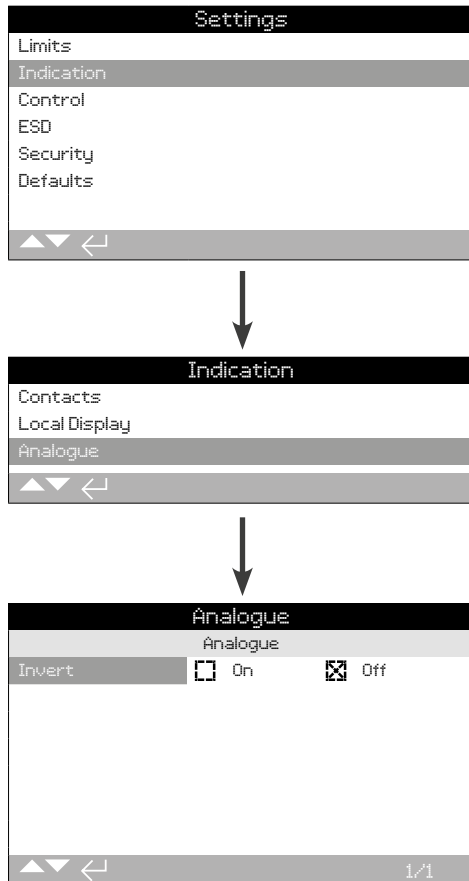 Settings
Limits
Indication
Control
ESD
Security
Defaults
Indication
Contacts
Local Display
Analogue
Analogue
Analogue
Invert On Off
1/1